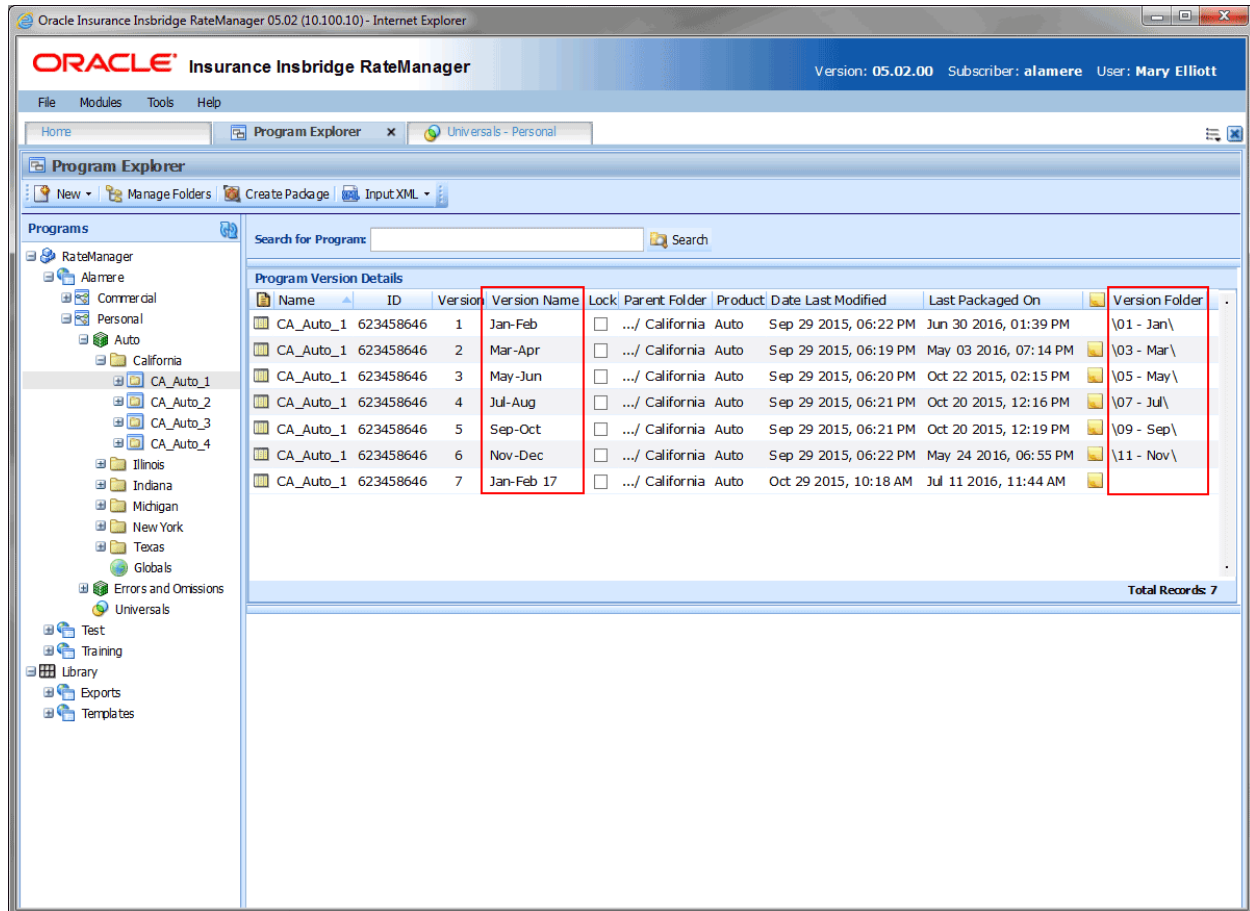 Oracle Insurance Insbridge RateManager 05.02 (10.100.10) - Internet Explorer
ORACLE Insurance Insbridge RateManager
Version: 05.02.00 Subscriber: alamere User: Mary Elliott
File Modules Tools Help
Home Program Explorer x Universals - Personal
Program Explorer
New Manage Folders Create Package Input XML
Programs
RateManager
Alamere
Commercial
Personal
Auto
California
CA_Auto_1
CA_Auto_2
CA_Auto_3
CA_Auto_4
Illinois
Indiana
Michigan
New York
Texas
Globals
Errors and Omissions
Universals
Test
Training
Library
Exports
Templates
Search for Program: Search
Program Version Details
Name ID Version Version Name Lock Parent Folder Product Date Last Modified Last Packaged On Version Folder
CA_Auto_1 623458646 1 Jan-Feb .../ California Auto Sep 29 2015, 06:22 PM Jun 30 2016, 01:39 PM \01 - Jan\
CA_Auto_1 623458646 2 Mar-Apr .../ California Auto Sep 29 2015, 06:19 PM May 03 2016, 07:14 PM \03 - Mar\
CA_Auto_1 623458646 3 May-Jun .../ California Auto Sep 29 2015, 06:20 PM Oct 22 2015, 02:15 PM \05 - May\
CA_Auto_1 623458646 4 Jul-Aug .../ California Auto Sep 29 2015, 06:21 PM Oct 20 2015, 12:16 PM \07 - Jul\
CA_Auto_1 623458646 5 Sep-Oct .../ California Auto Sep 29 2015, 06:21 PM Oct 20 2015, 12:19 PM \09 - Sep\
CA_Auto_1 623458646 6 Nov-Dec .../ California Auto Sep 29 2015, 06:22 PM May 24 2016, 06:55 PM \11 - Nov\
CA_Auto_1 623458646 7 Jan-Feb 17 .../ California Auto Oct 29 2015, 10:18 AM Jul 11 2016, 11:44 AM
Total Records: 7